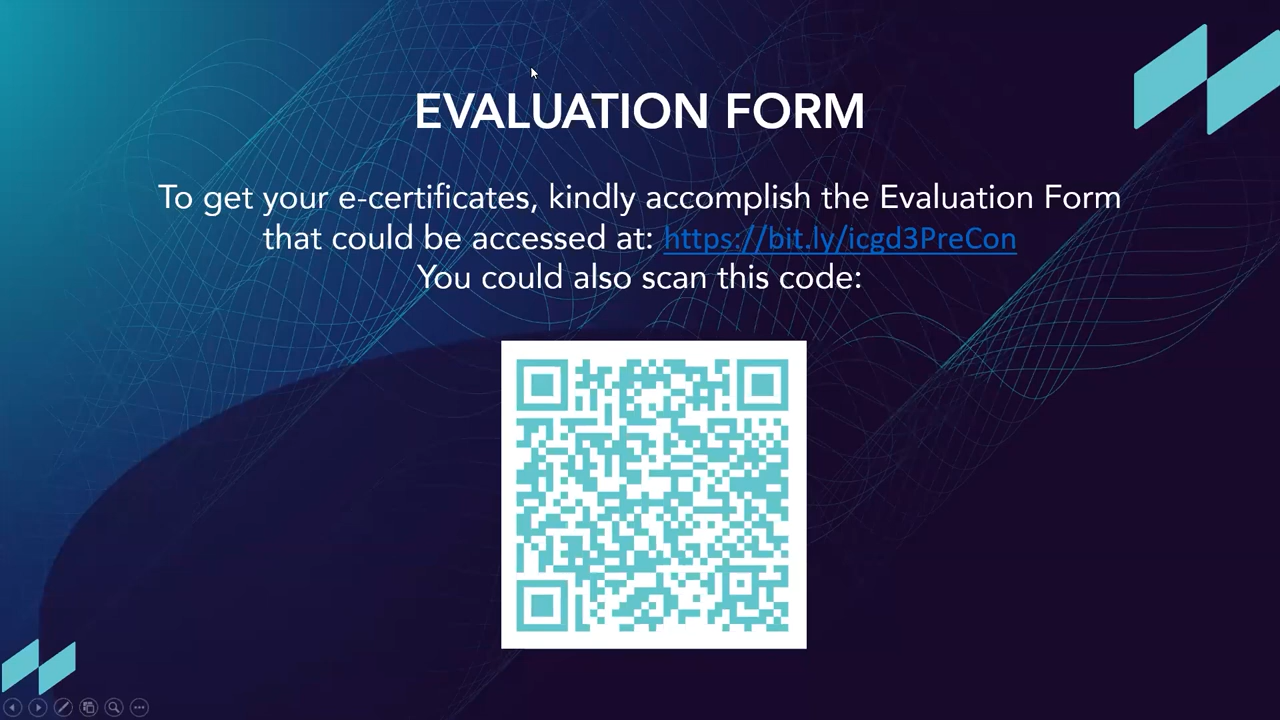 EVALUATION FORM
To get your e-certificates, kindly accomplish the Evaluation Form
that could be accessed at: https://bit.ly/icgd3PreCon
You could also scan this code: